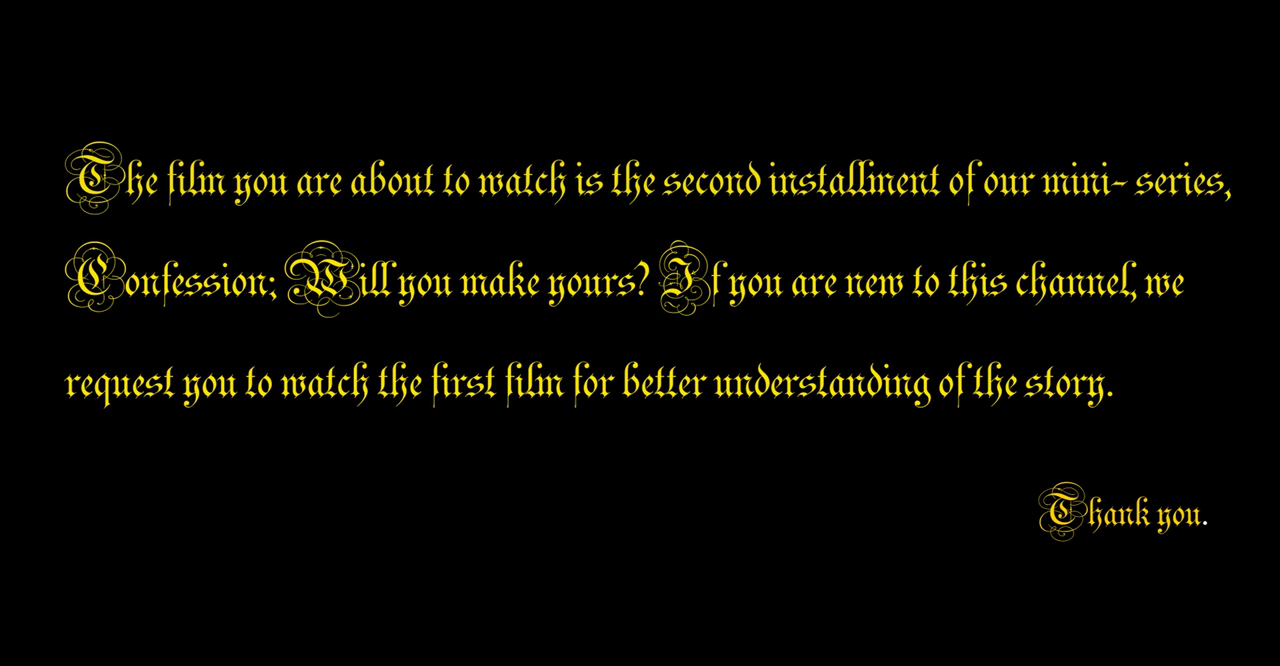 The film you are about to watch is the second installment of our mini- series,
Confession; Will you make yours? If you are new to this channel, we
request you to watch the first film for better understanding of the story.
Thank you.